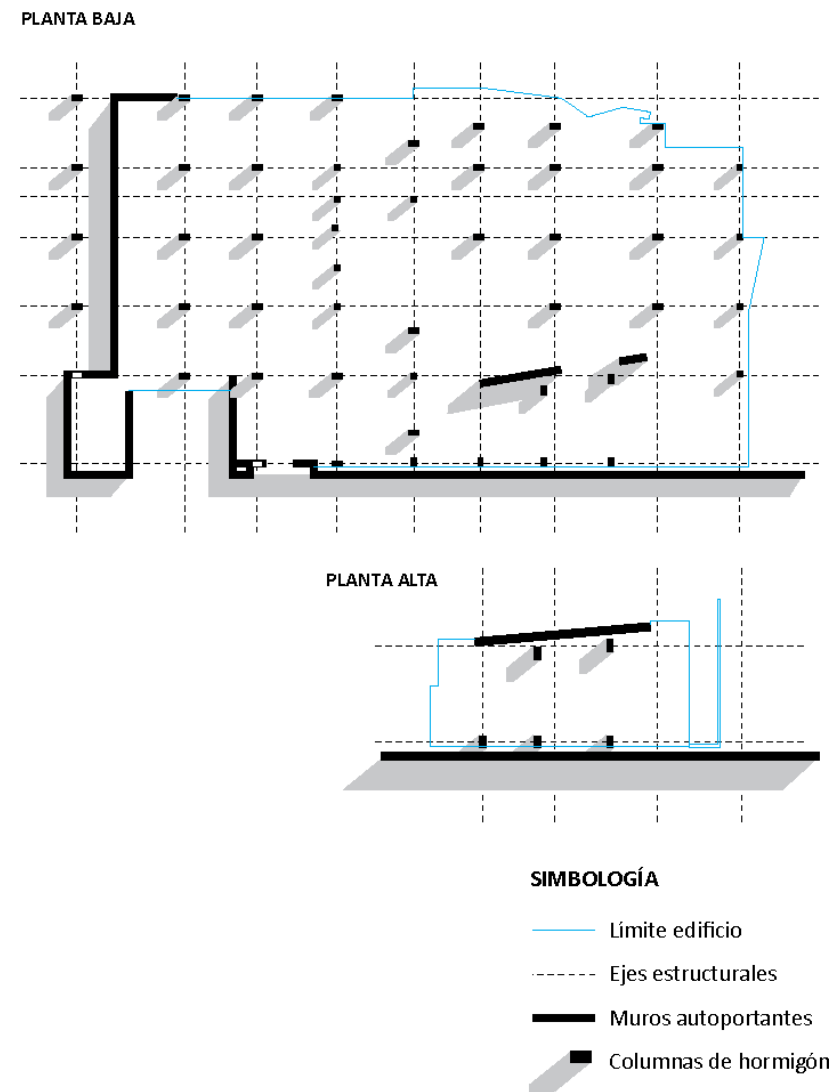 PLANTA BAJA
PLANTA ALTA
SIMBOLOGÍA
Límite edificio
Ejes estructurales
Muros autoportantes
Columnas de hormigón